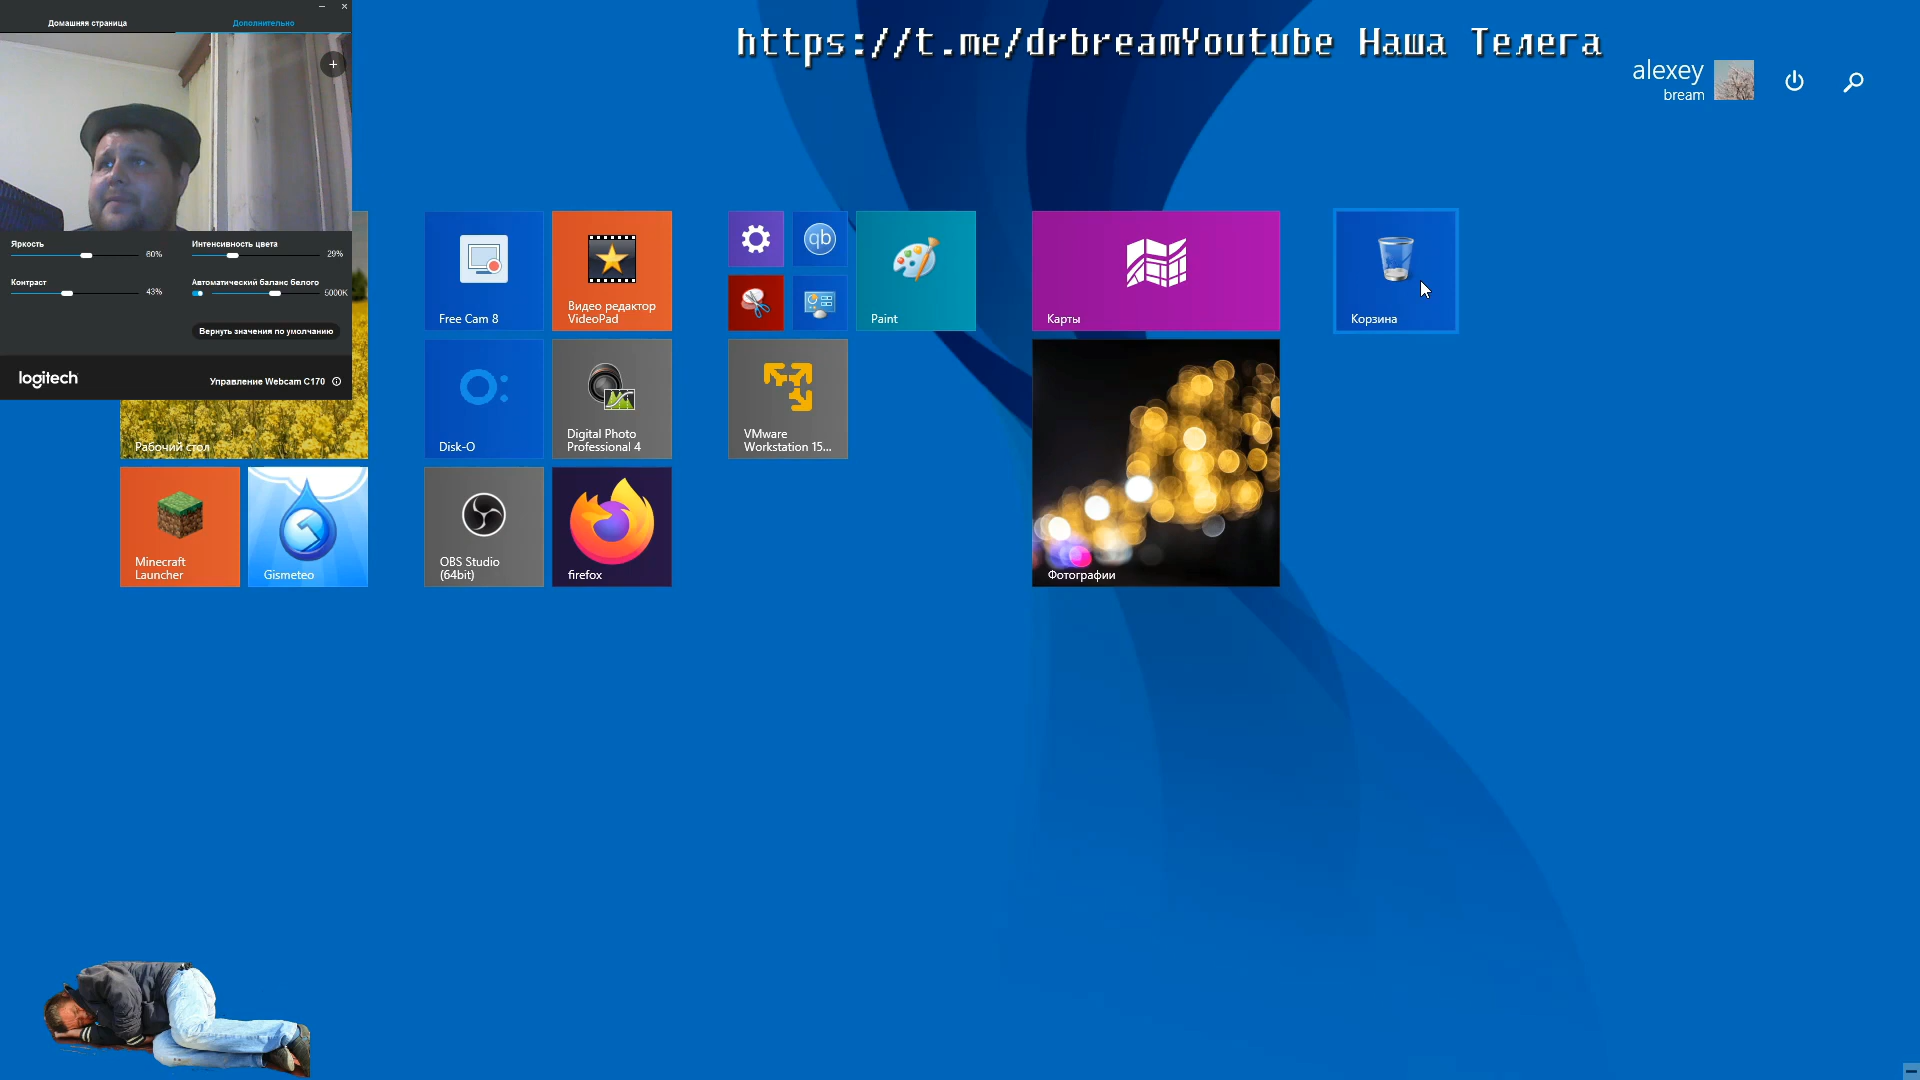 Домашняя страница
Дополнительно
https://t.me/drbreamYoutube Наша Телега
alexey
bream
Яркость
60%
Интенсивность цвета
29%
Контраст
43%
Автоматический баланс белого
5000K
Вернуть значения по умолчанию
logitech
Управление Webcam C170
Рабочий стол
Minecraft
Launcher
Gismeteo
Free Cam 8
Видео редактор
VideoPad
Disk-O
Digital Photo
Professional 4
OBS Studio
(64bit)
firefox
qb
Paint
VMware
Workstation 15...
Карты
Фотографии
Корзина